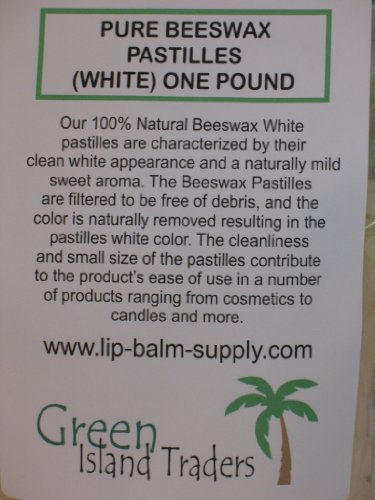 PURE BEESWAX
PASTILLES
(WHITE) ONE POUND
Our 100% Natural Beeswax White
pastilles are characterized by their
clean white appearance and a naturally mild
sweet aroma. The Beeswax Pastilles
are filtered to be free of debris, and the
color is naturally removed resulting in the
pastilles white color. The cleanliness
and small size of the pastilles contribute
to the product's ease of use in a number
of products ranging from cosmetics to
candles and more.
www.lip-balm-supply.com
Green
Island Traders